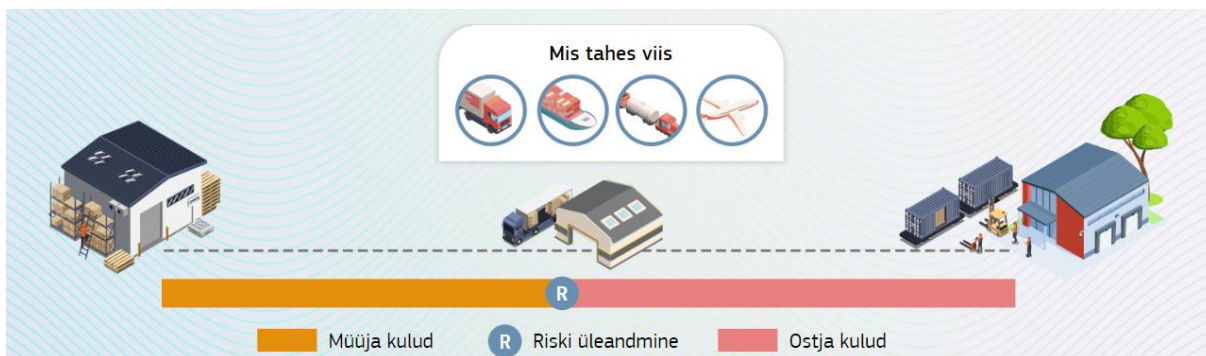 Mis tahes viis
R
Müüja kulud
R
Riski üleandmine
Ostja kulud